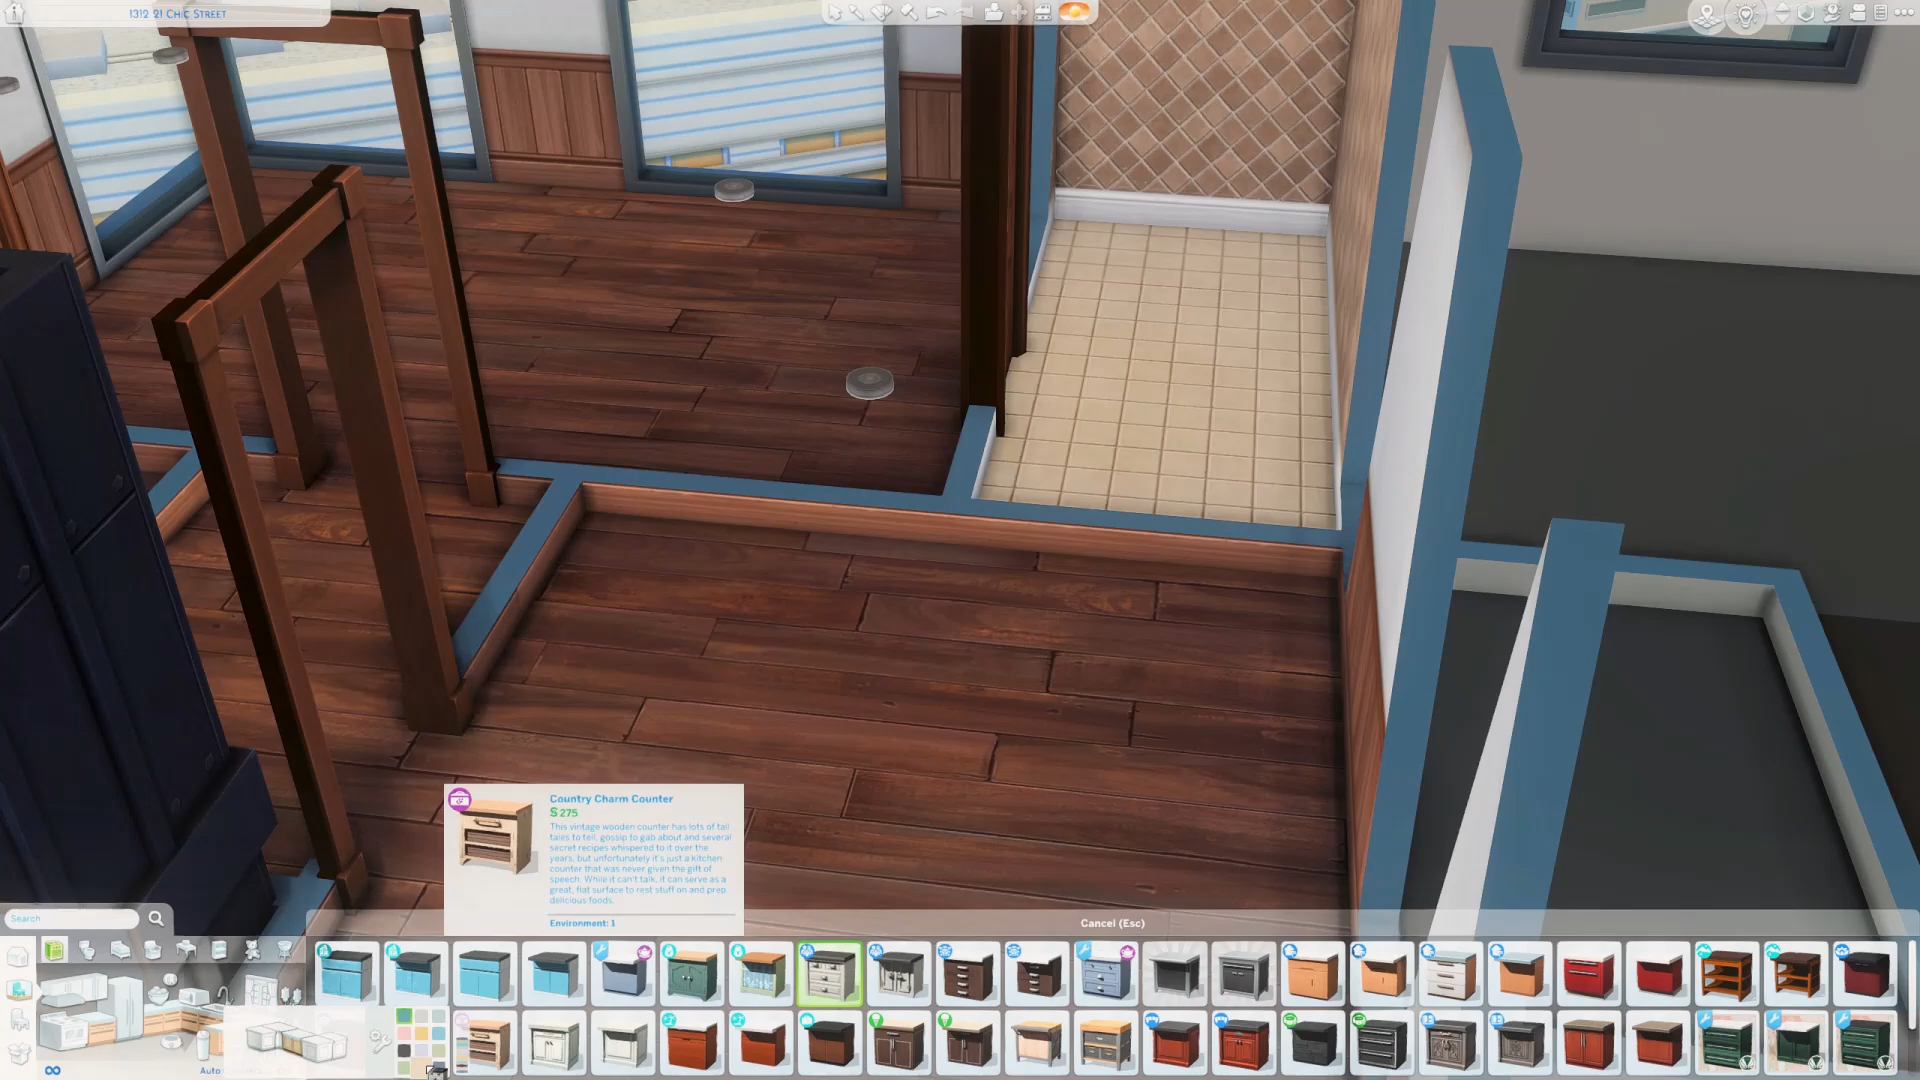 1312 21 Chic Street
Country Charm Counter
§275
This vintage wooden counter has lots of tall
tales to tell, gossip to gab about and several
secret recipes whispered to it over the
years, but unfortunately it's just a kitchen
counter that was never given the gift of
speech. While it can't talk, it can serve as a
great, flat surface to rest stuff on and prep
delicious foods.
Environment: 1
Cancel (Esc)
Search
Auto